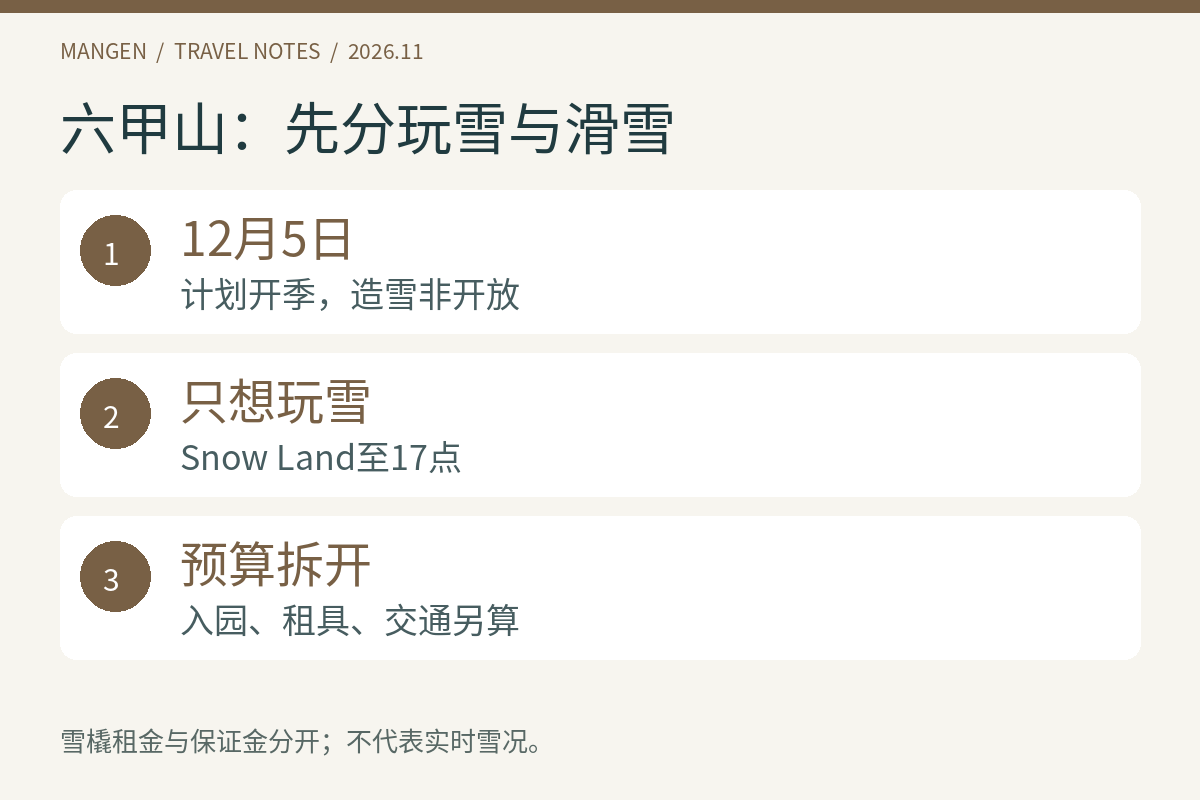 MANGEN / TRAVEL NOTES / 2026.11
六甲山：先分玩雪与滑雪
1
12月5日
计划开季，造雪非开放
2
只想玩雪
Snow Land至17点
3
预算拆开
入园、租具、交通另算
雪橇租金与保证金分开；不代表实时雪况。